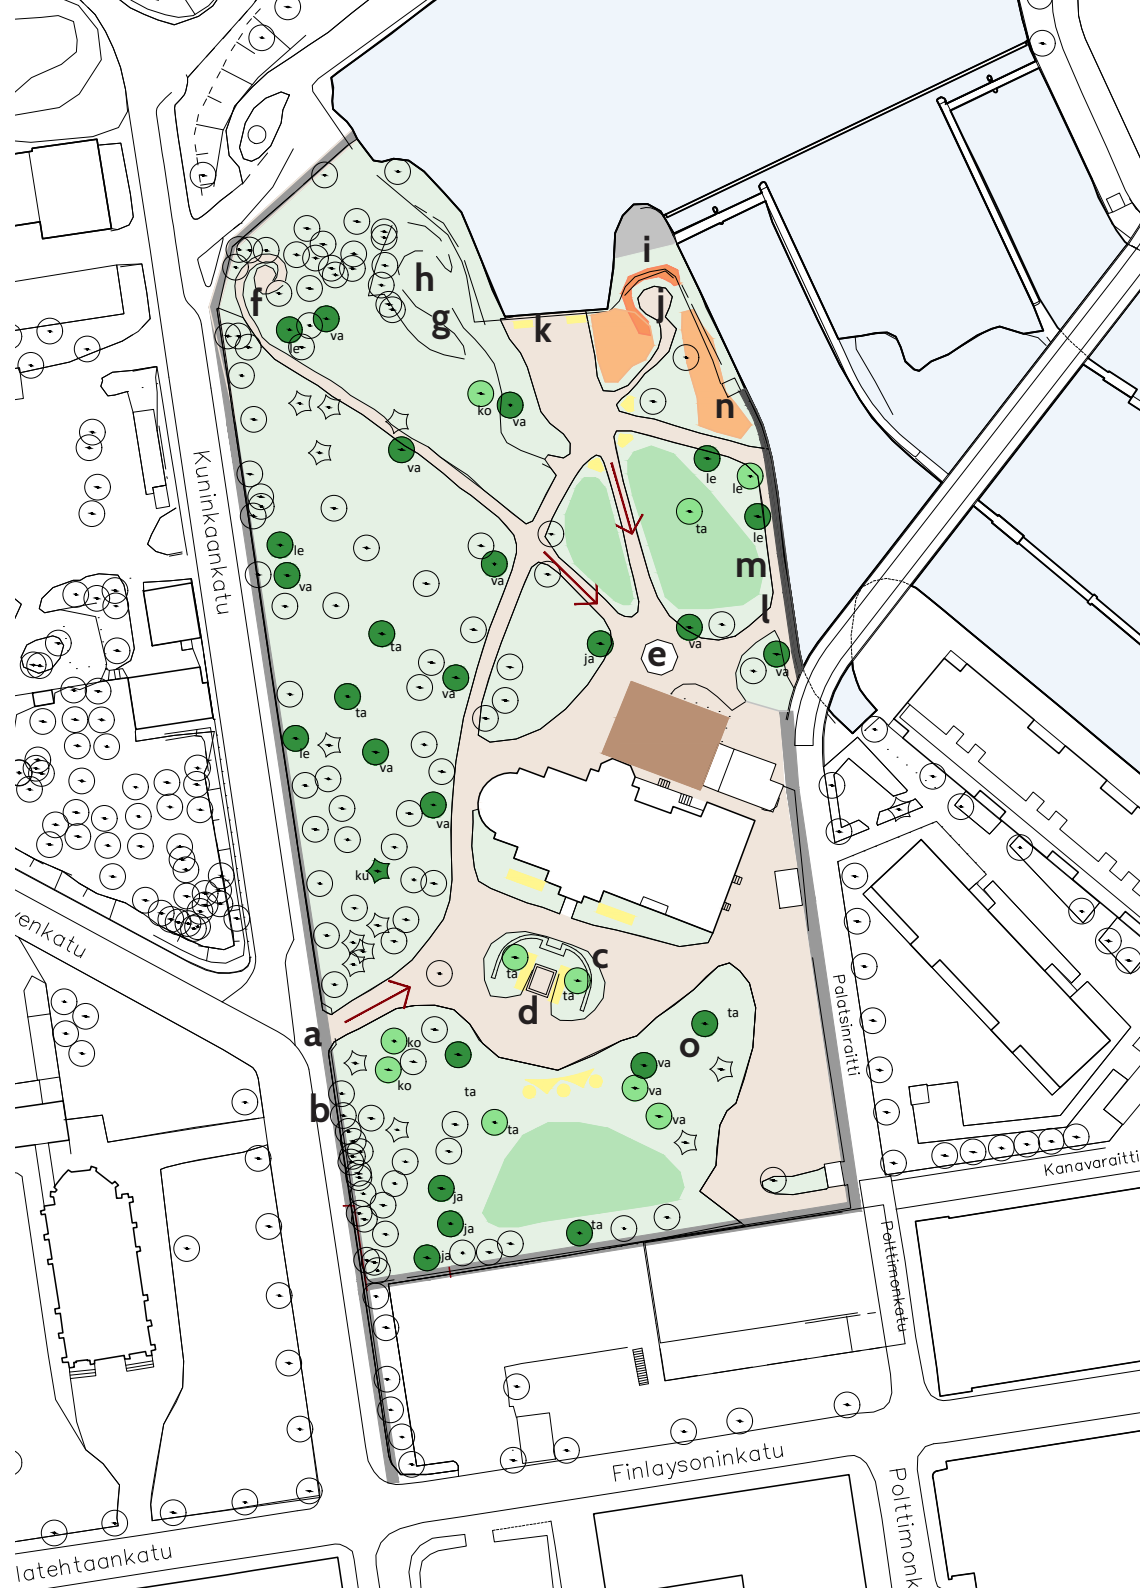 i
h
f
j
g
k
va
le
ko
va
n
va
le
le
Kuninkaankatu
ta
le
le
va
m
va
l
ta
va
ja
e
va
va
ta
le
va
va
ku
c
ta
ta
Palatsinraitti
venkatu
d
a
ta
ko
o
va
ko
ta
va
b
va
ta
Kanavaraitti
ja
ja
ta
ja
Polttimonkatu
Finlaysoninkatu
Polttimonk
latehtaankatu